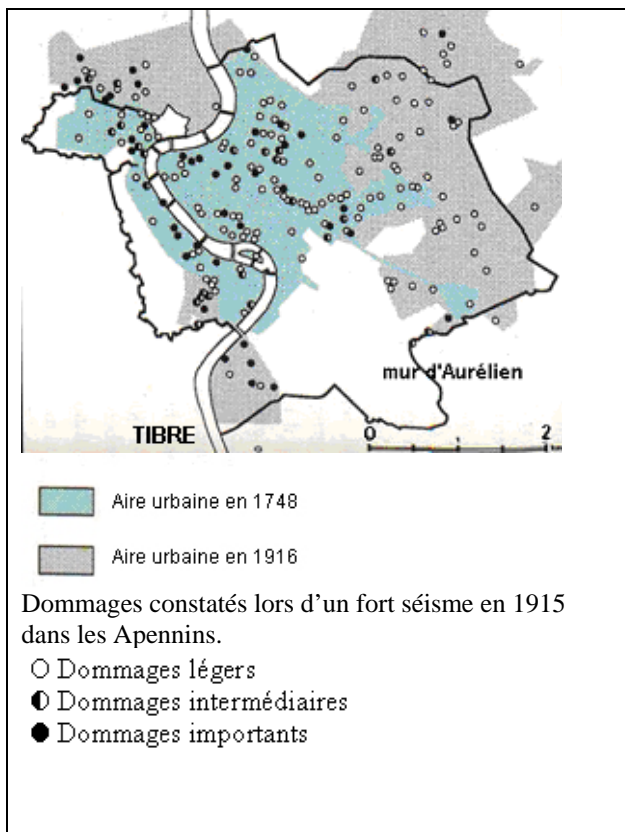 mur d'Aurélien
TIBRE
0 1 2
Aire urbaine en 1748
Aire urbaine en 1916
Dommages constatés lors d'un fort séisme en 1915
dans les Apennins.
Dommages légers
Dommages intermédiaires
Dommages importants